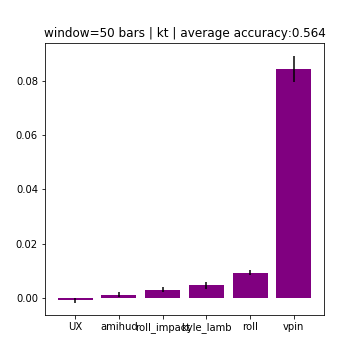 window=50 bars | kt | average accuracy:0.564
0.08
0.06
0.04
0.02
0.00
UX amihud roll_impact kyle_lamb roll vpin